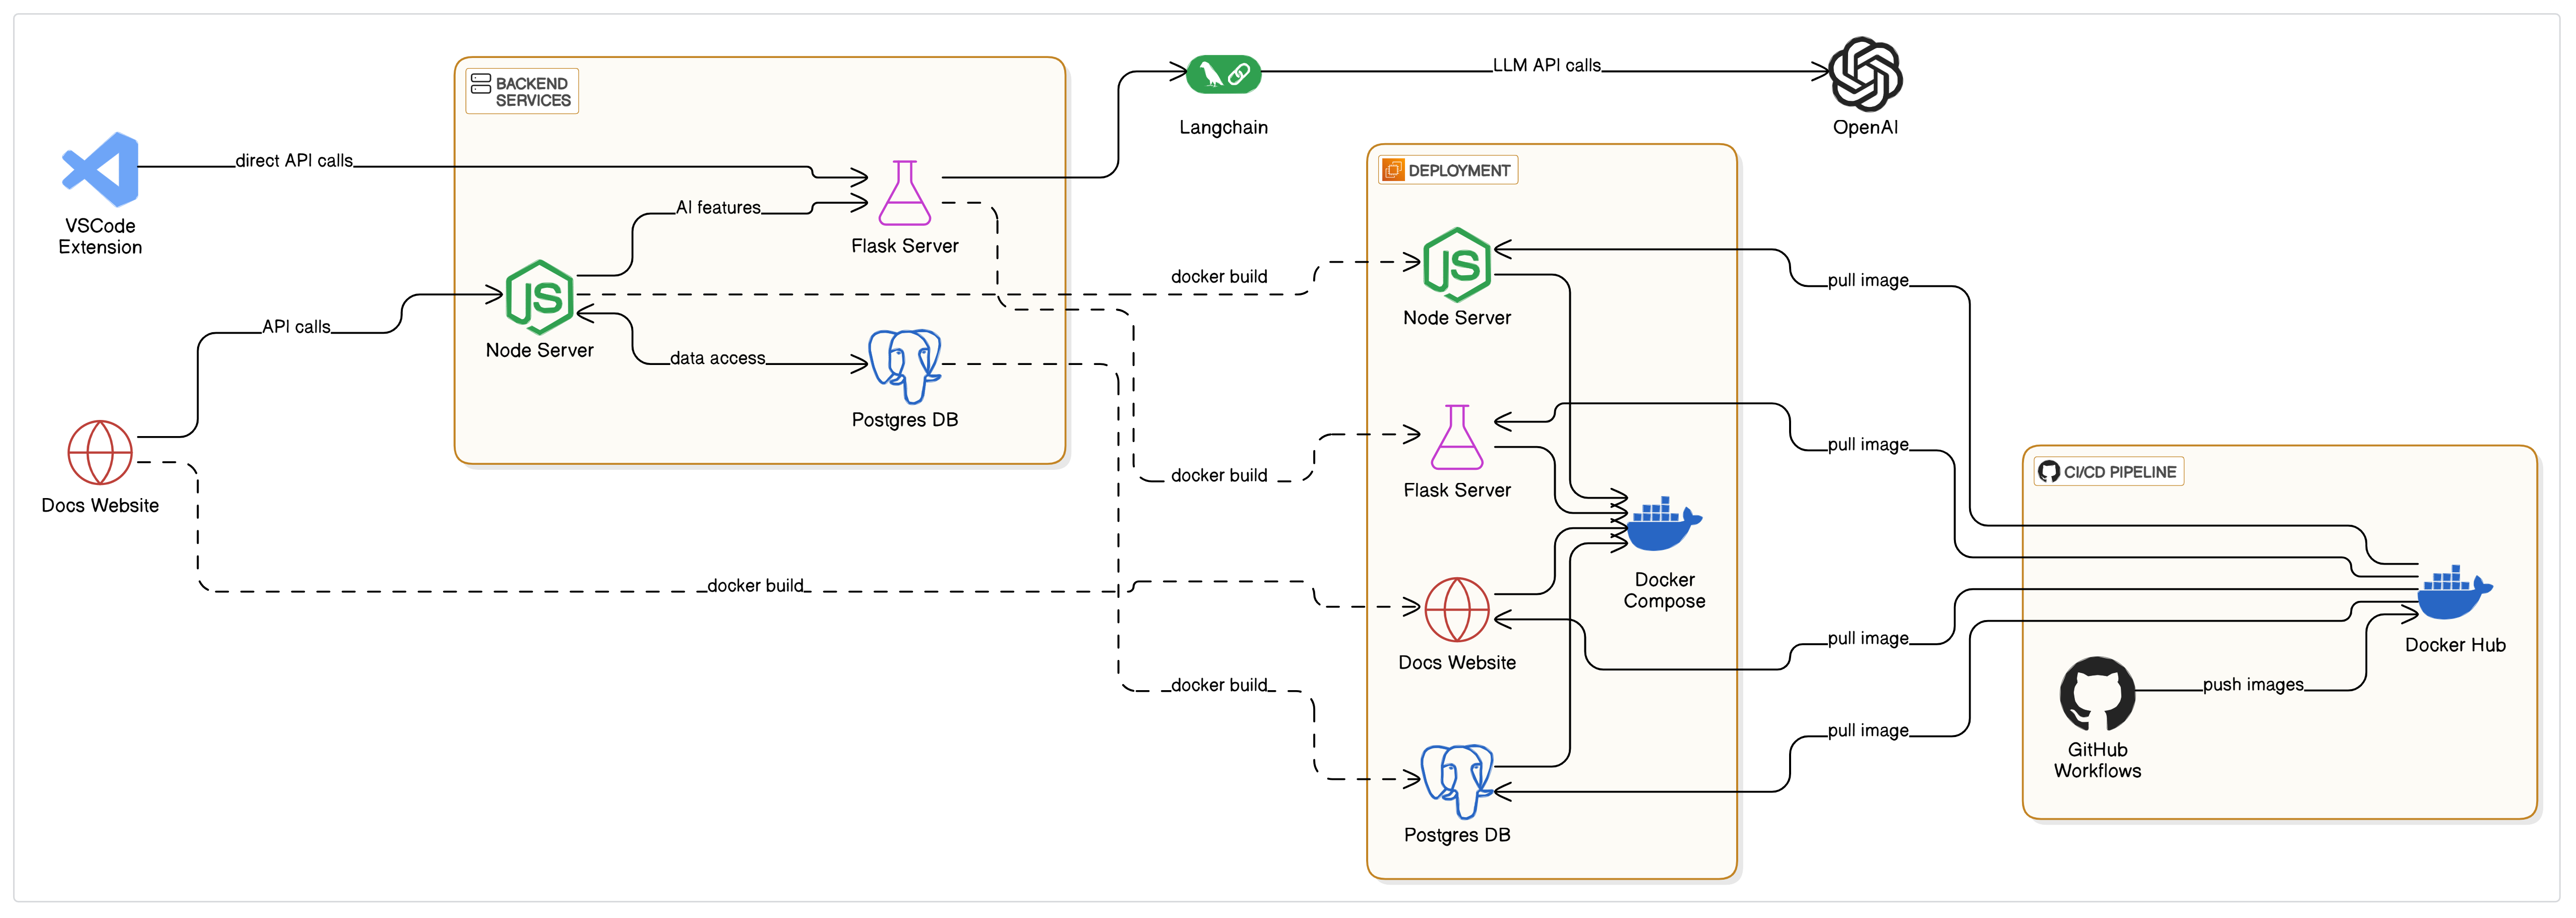 BACKEND
SERVICES
LLM API calls
Langchain
OpenAI
direct API calls
VSCode
Extension
AI features
Flask Server
DEPLOYMENT
docker build
JS
Node Server
pull image
API calls
JS
Node Server
data access
Postgres DB
Docs Website
docker build
Flask Server
pull image
CI/CD PIPELINE
docker build
Docker
Compose
Docs Website
pull image
Docker Hub
docker build
push images
GitHub
Workflows
pull image
Postgres DB